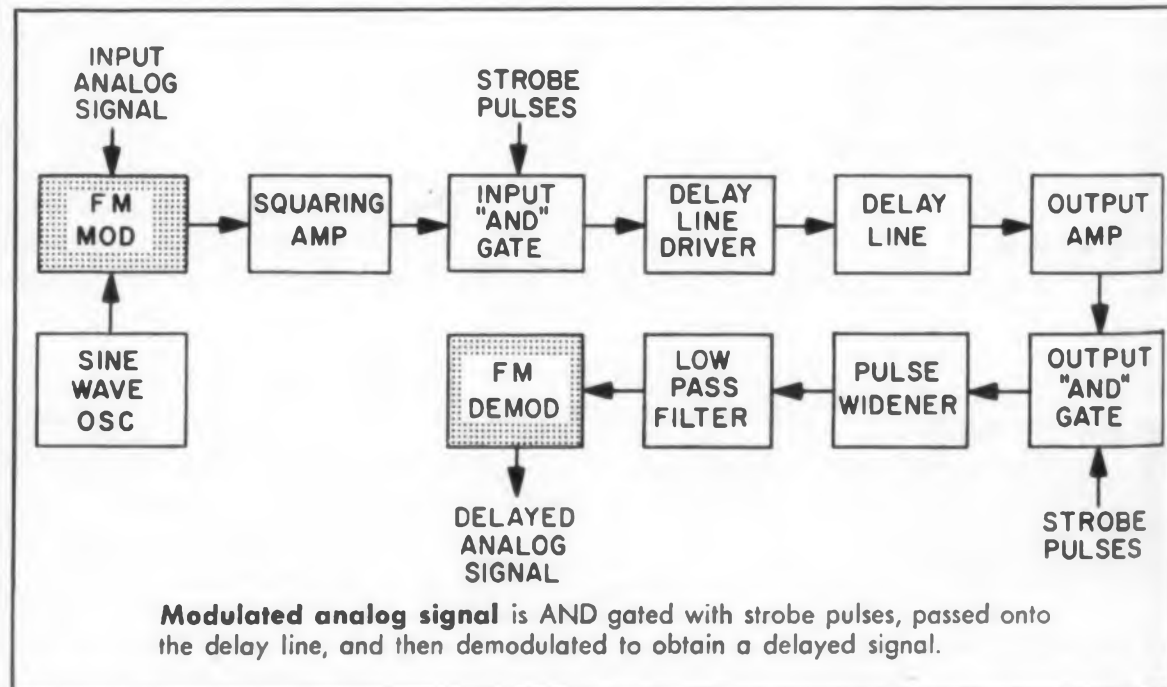 INPUT
ANALOG
SIGNAL
STROBE
PULSES
FM
MOD
SQUARING
AMP
INPUT
"AND"
GATE
DELAY
LINE
DRIVER
DELAY
LINE
OUTPUT
AMP
SINE
WAVE
OSC
FM
DEMOD
LOW
PASS
FILTER
PULSE
WIDENER
OUTPUT
"AND"
GATE
DELAYED
ANALOG
SIGNAL
STROBE
PULSES
Modulated analog signal is AND gated with strobe pulses, passed onto
the delay line, and then demodulated to obtain a delayed signal.